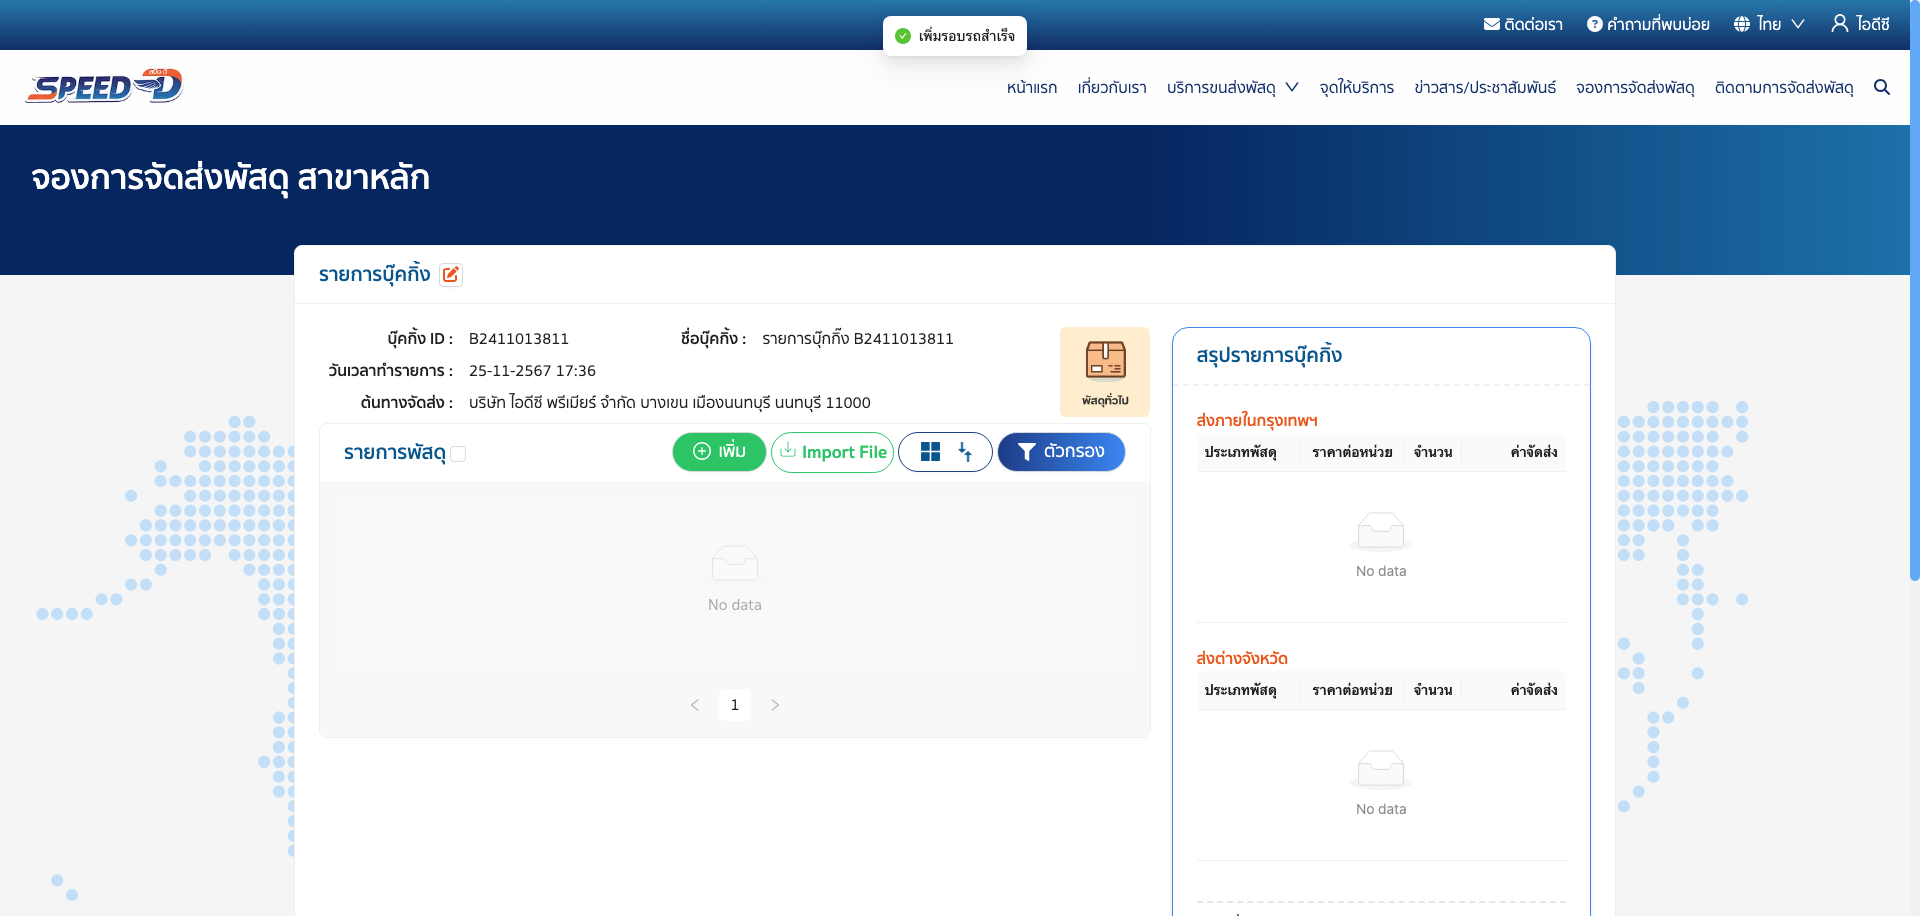 ติดต่อเรา
คำถามที่พบบ่อย
ไทย
ไอดีซี
เพิ่มรอบรถสำเร็จ
สปีด-ดี
SPEED-D
หน้าแรก
เกี่ยวกับเรา
บริการขนส่งพัสดุ
จุดให้บริการ
ข่าวสาร/ประชาสัมพันธ์
จองการจัดส่งพัสดุ
ติดตามการจัดส่งพัสดุ
จองการจัดส่งพัสดุ สาขาหลัก
รายการบุ๊คกิ้ง
บุ๊คกิ้ง ID : B2411013811
ชื่อบุ๊คกิ้ง : รายการบุ๊กกิ๊ง B2411013811
วันเวลาทำรายการ : 25-11-2567 17:36
ต้นทางจัดส่ง : บริษัท ไอดีซี พรีเมียร์ จำกัด บางเขน เมืองนนทบุรี นนทบุรี 11000
พัสดุทั่วไป
รายการพัสดุ
เพิ่ม
Import File
ตัวกรอง
No data
1
สรุปรายการบุ๊คกิ้ง
ส่งภายในกรุงเทพฯ
ประเภทพัสดุ ราคาต่อหน่วย จำนวน ค่าจัดส่ง
No data
ส่งต่างจังหวัด
ประเภทพัสดุ ราคาต่อหน่วย จำนวน ค่าจัดส่ง
No data